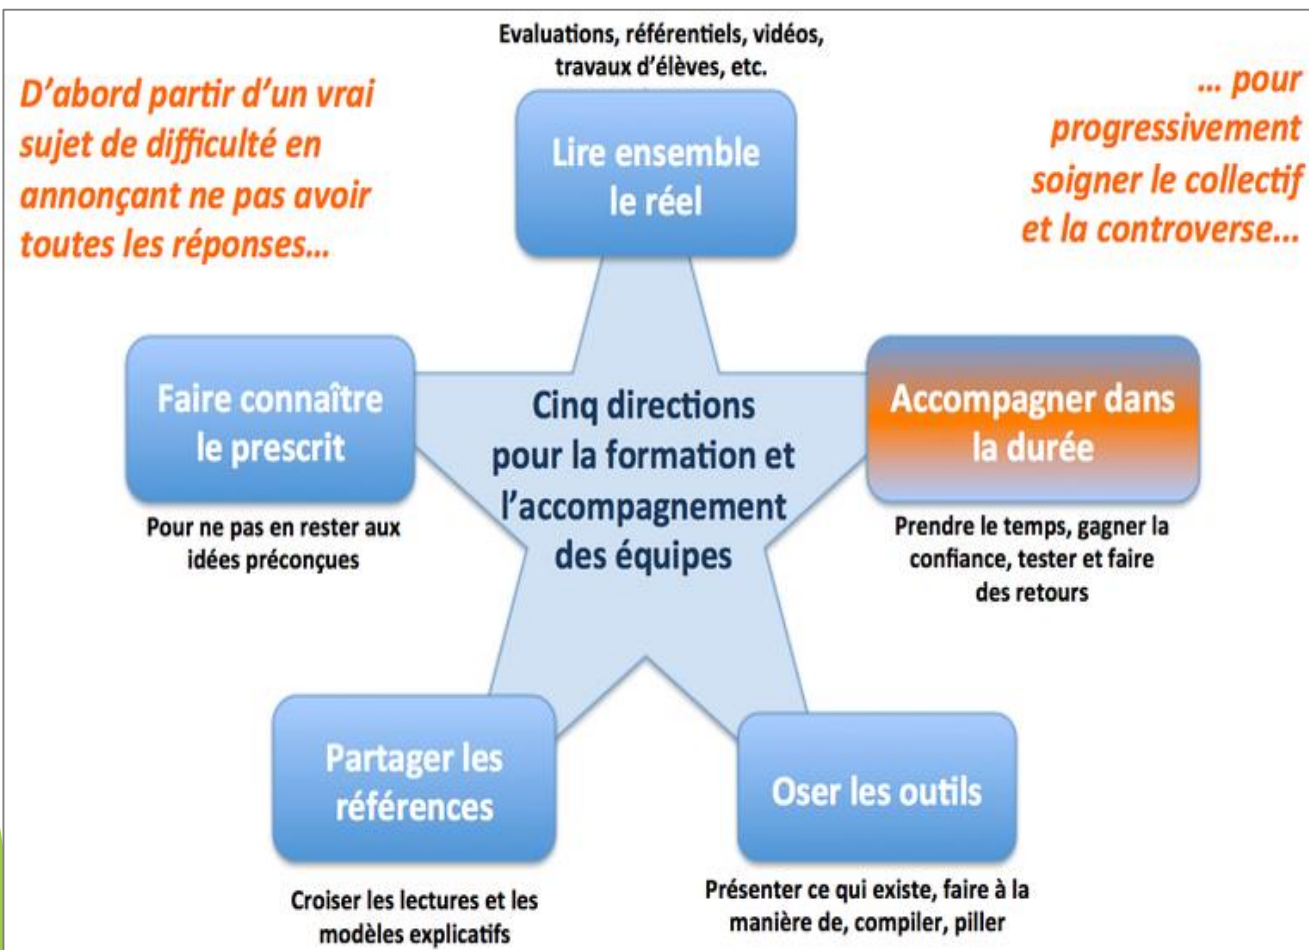 Evaluations, référentiels, vidéos,
travaux d'élèves, etc.
D'abord partir d'un vrai
sujet de difficulté en
annonçant ne pas avoir
toutes les réponses...
... pour
progressivement
soigner le collectif
et la controverse...
Lire ensemble
le réel
Faire connaître
le prescrit
Pour ne pas en rester aux
idées préconçues
Cinq directions
pour la formation et
l'accompagnement
des équipes
Accompagner dans
la durée
Prendre le temps, gagner la
confiance, tester et faire
des retours
Partager les
références
Croiser les lectures et les
modèles explicatifs
Oser les outils
Présenter ce qui existe, faire à la
manière de, compiler, piller